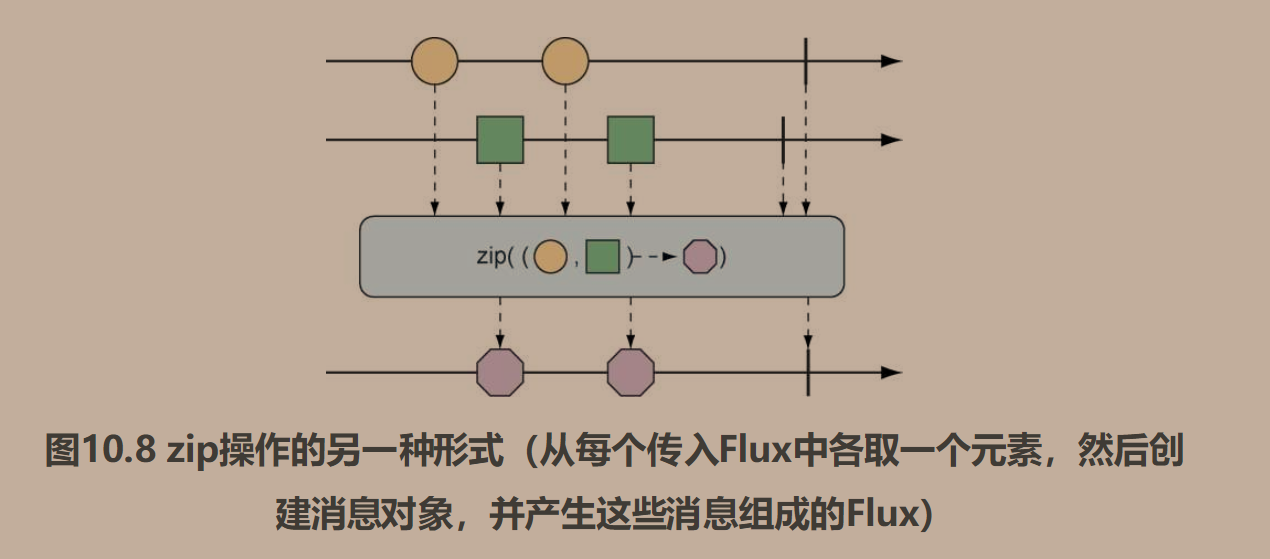 zip( ( , ) )
图10.8 zip操作的另一种形式（从每个传入Flux中各取一个元素，然后创
建消息对象，并产生这些消息组成的Flux）